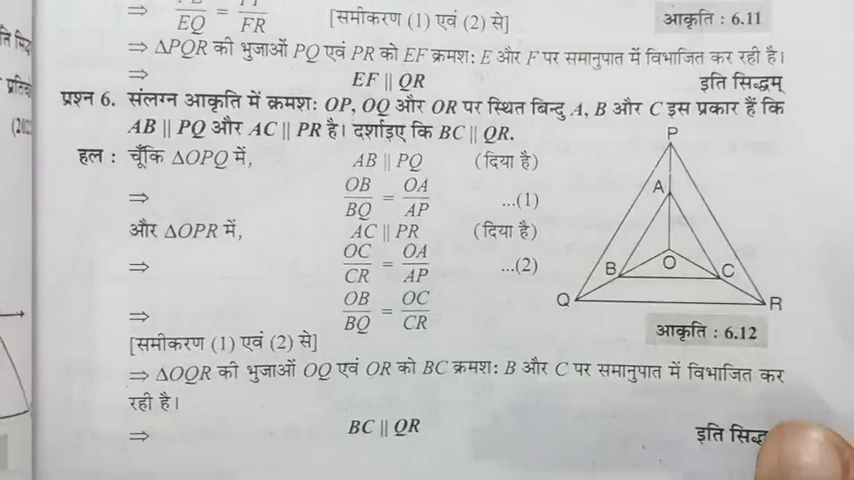 ⇒ EQ = FR [समीकरण (1) एवं (2) से] आकृति : 6.11
⇒ ΔPQR की भुजाओं PQ एवं PR को EF क्रमश: E और F पर समानुपात में विभाजित कर रही है।
⇒ EF || QR इति सिद्धम्
प्रश्न 6. संलग्न आकृति में क्रमश: OP, OQ और OR पर स्थित बिन्दु A, B और C इस प्रकार हैं कि
AB || PQ और AC || PR है। दर्शाइए कि BC || QR.
हल : चूँकि ΔOPQ में, AB || PQ (दिया है)
⇒ OB/BQ = OA/AP ...(1)
और ΔOPR में, AC || PR (दिया है)
⇒ OC/CR = OA/AP ...(2)
⇒ OB/BQ = OC/CR
[समीकरण (1) एवं (2) से]
P
A
B O C
Q R
आकृति : 6.12
⇒ ΔOQR की भुजाओं OQ एवं OR को BC क्रमश: B और C पर समानुपात में विभाजित कर
रही है।
⇒ BC || QR इति